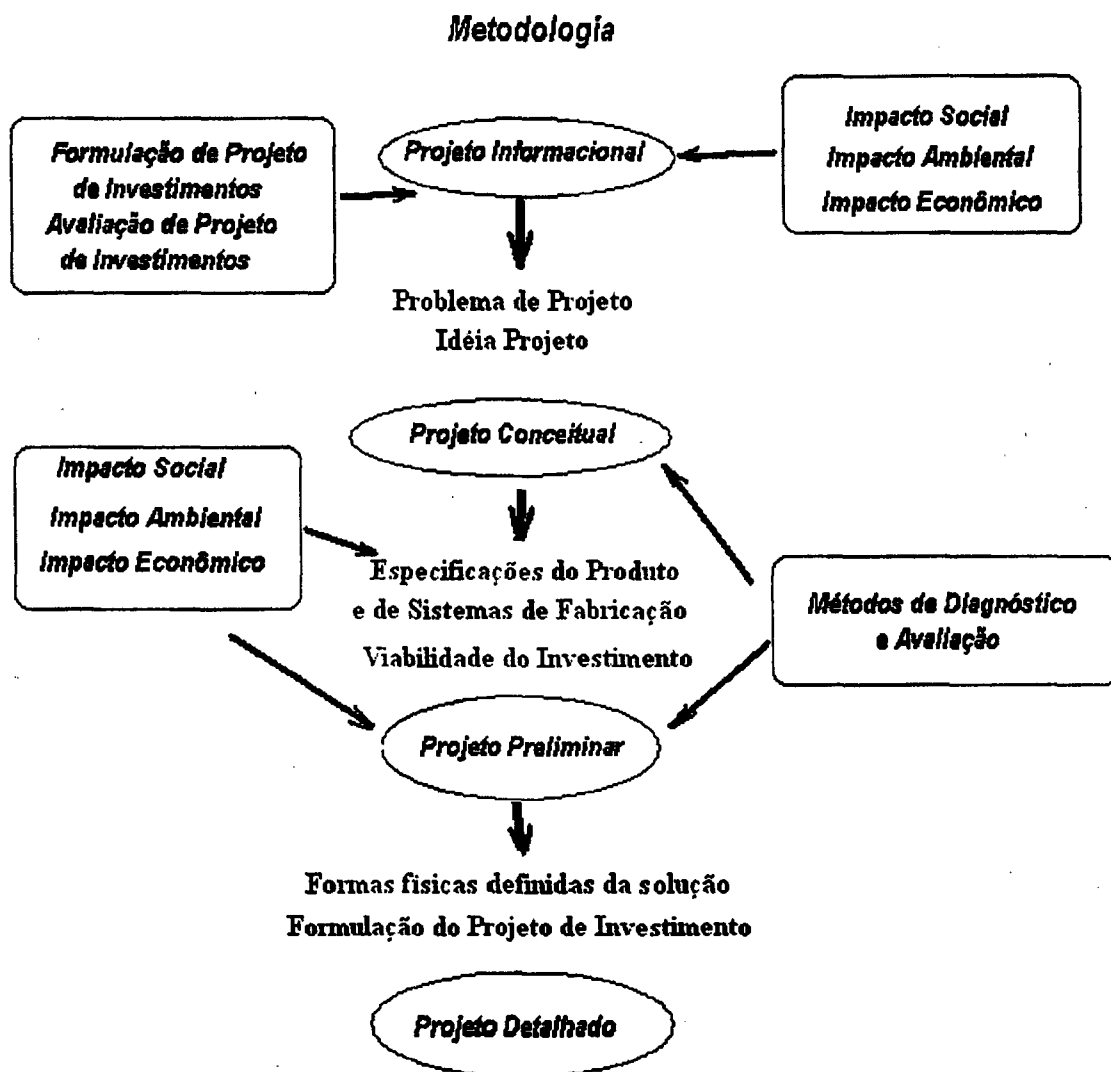 Metodologia
Formulação de Projeto
de Investimentos
Avaliação de Projeto
de Investimentos
Projeto Informacional
Impacto Social
Impacto Ambiental
Impacto Econômico
Problema de Projeto
Idéia Projeto
Projeto Conceitual
Impacto Social
Impacto Ambiental
Impacto Econômico
Especificações do Produto
e de Sistemas de Fabricação
Viabilidade do Investimento
Métodos de Diagnóstico
e Avaliação
Projeto Preliminar
Formas fisicas definidas da solução
Formulação do Projeto de Investimento
Projeto Detalhado